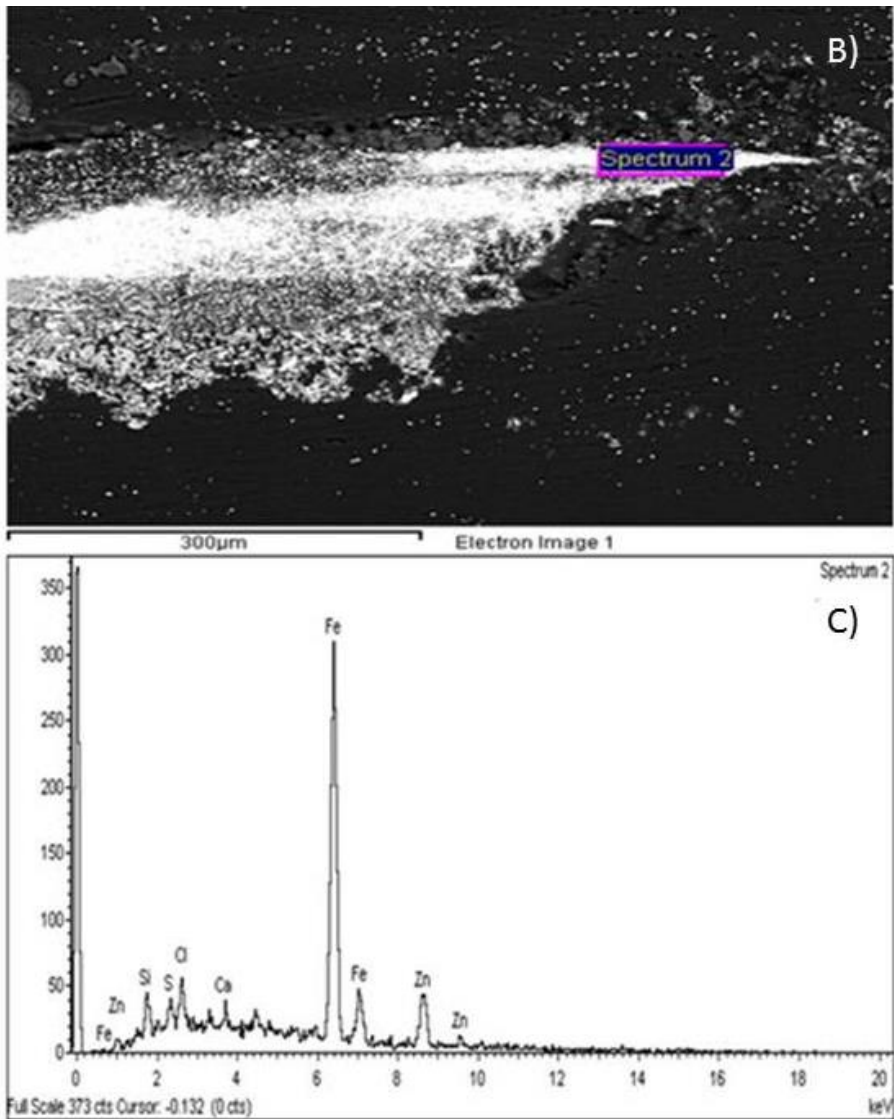 B)
Spectrum 2
300µm Electron Image 1
Spectrum 2
C)
350
300
250
200
150
100
50
0
Fe
Fe
Zn
Si
S
Cl
Ca
Fe
Zn
Zn
0 2 4 6 8 10 12 14 16 18 20
Full Scale 373 cts Cursor: -0.132 (0 cts) keV